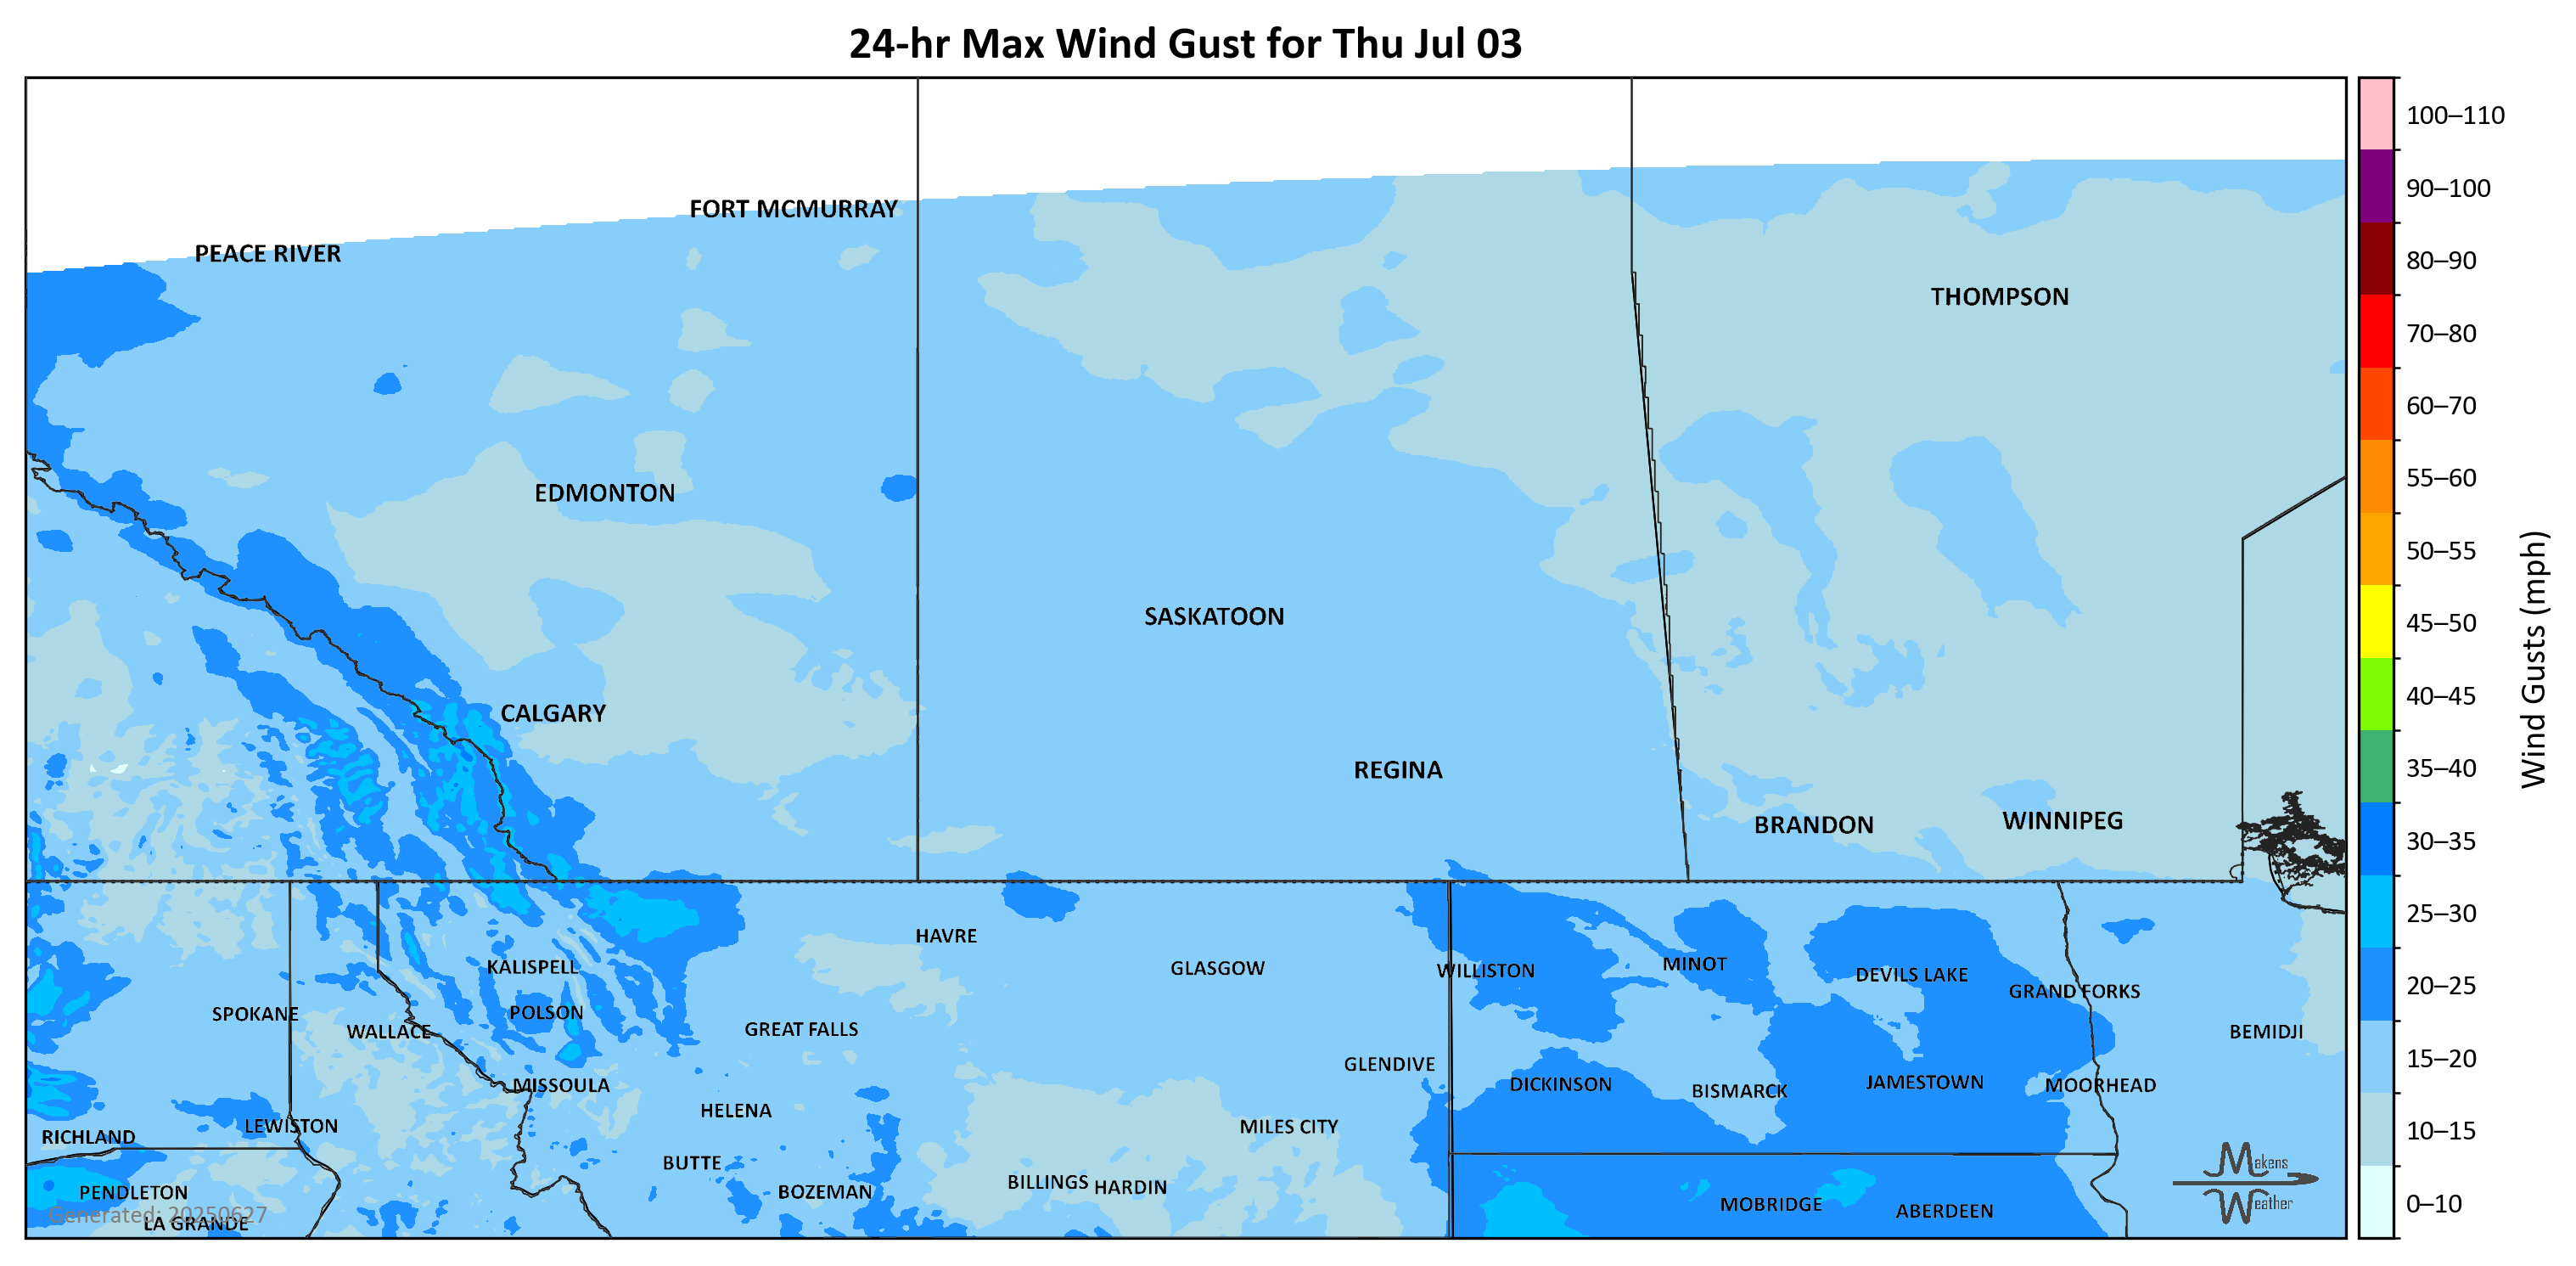 24-hr Max Wind Gust for Thu Jul 03
FORT MCMURRAY
PEACE RIVER
THOMPSON
EDMONTON
SASKATOON
CALGARY
REGINA
BRANDON
WINNIPEG
HAVRE
KALISPELL
GLASGOW
WILLISTON
MINOT
DEVILS LAKE
GRAND FORKS
SPOKANE
POLSON
WALLACE
GREAT FALLS
BEMIDJI
GLENDIVE
MISSOULA
DICKINSON
BISMARCK
JAMESTOWN
MOORHEAD
HELENA
LEWISTON
MILES CITY
RICHLAND
BUTTE
PENDLETON
BOZEMAN
BILLINGS
HARDIN
MOBRIDGE
ABERDEEN
Generated: 20250627
LA GRANDE
Makens
Weather
100–110
90–100
80–90
70–80
60–70
55–60
50–55
45–50
40–45
35–40
30–35
25–30
20–25
15–20
10–15
0–10
Wind Gusts (mph)